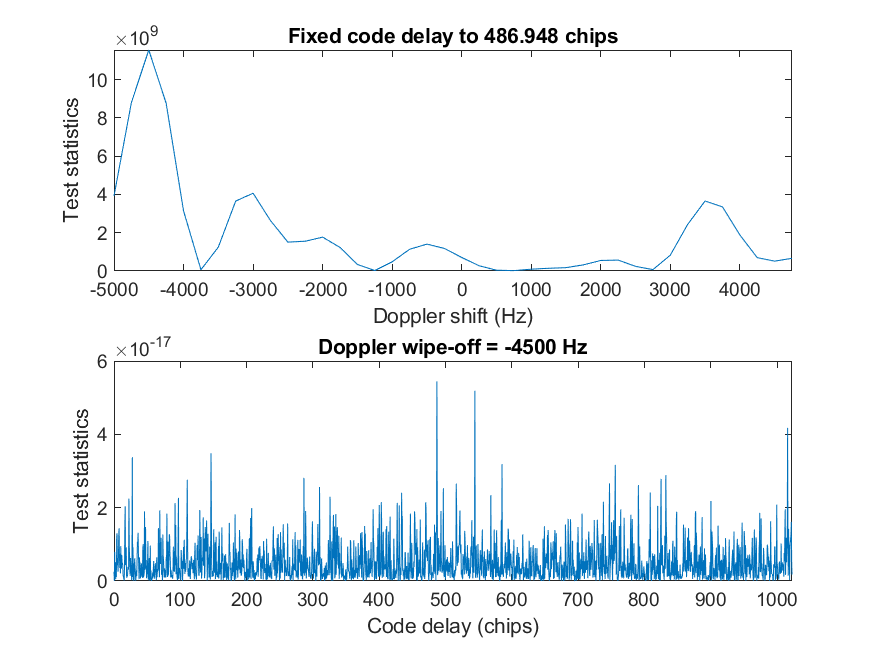 ×10⁹
Fixed code delay to 486.948 chips
10
8
6
4
2
0
Test statistics
-5000 -4000 -3000 -2000 -1000 0 1000 2000 3000 4000
Doppler shift (Hz)
×10⁻¹⁷
Doppler wipe-off = -4500 Hz
6
4
2
0
Test statistics
0 100 200 300 400 500 600 700 800 900 1000
Code delay (chips)